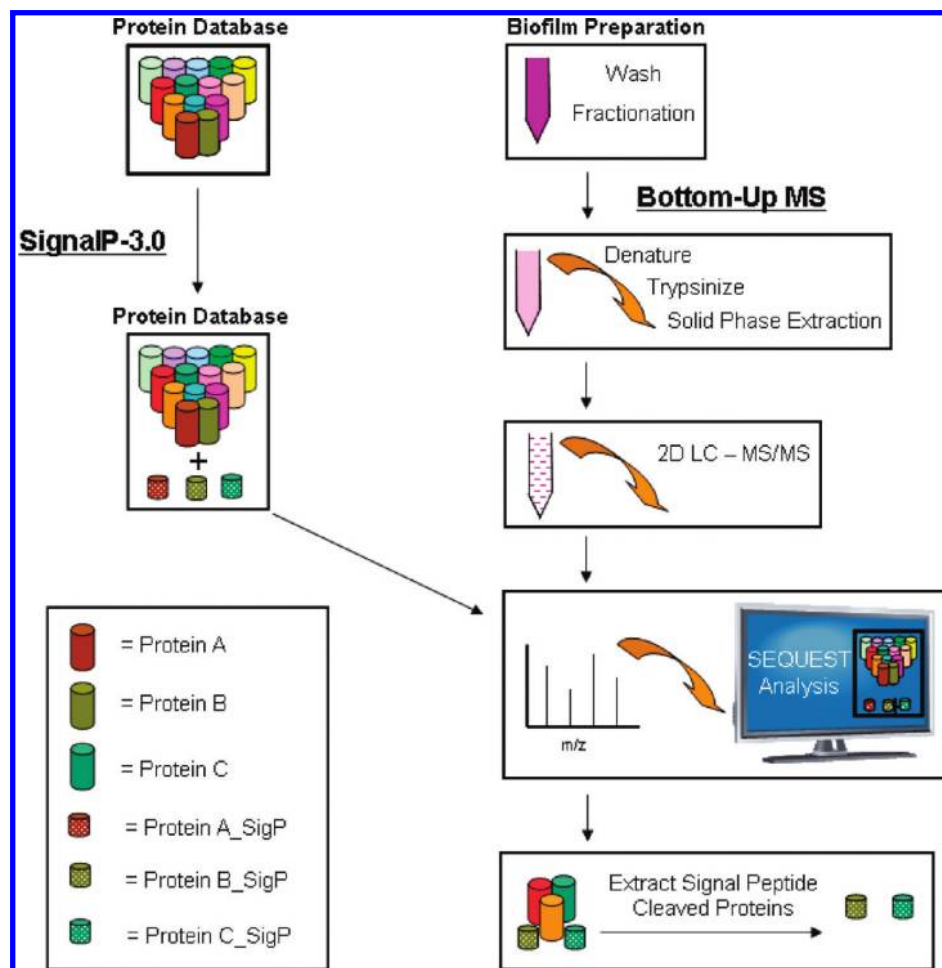 Protein Database
SignalP-3.0
Protein Database
+
= Protein A
= Protein B
= Protein C
= Protein A_SigP
= Protein B_SigP
= Protein C_SigP
Biofilm Preparation
Wash
Fractionation
Bottom-Up MS
Denature
Trypsinize
Solid Phase Extraction
2D LC – MS/MS
m/z
SEQUEST
Analysis
Extract Signal Peptide
Cleaved Proteins